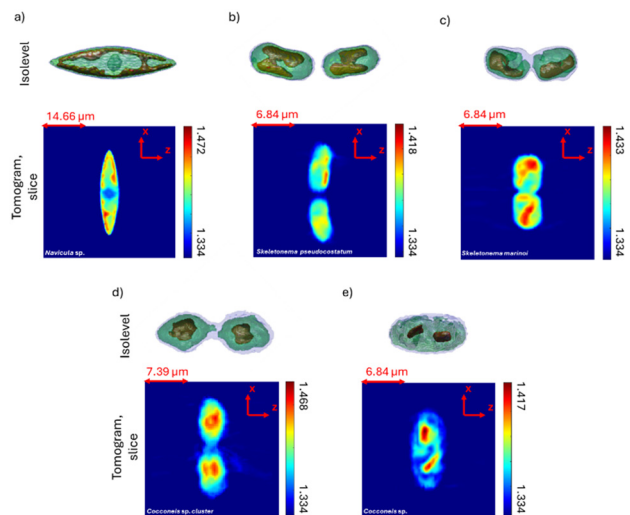 a)
b)
c)
Isolevel
14.66 µm
6.84 µm
6.84 µm
Tomogram,
slice
X
Z
1.472
1.334
Navicula sp.
X
Z
1.418
1.334
Skeletonema pseudocostatum
X
Z
1.433
1.334
Skeletonema marinoi
d)
e)
Isolevel
7.39 µm
6.84 µm
Tomogram,
slice
X
Z
1.468
1.334
Cocconeis sp. cluster
X
Z
1.417
1.334
Cocconeis sp.